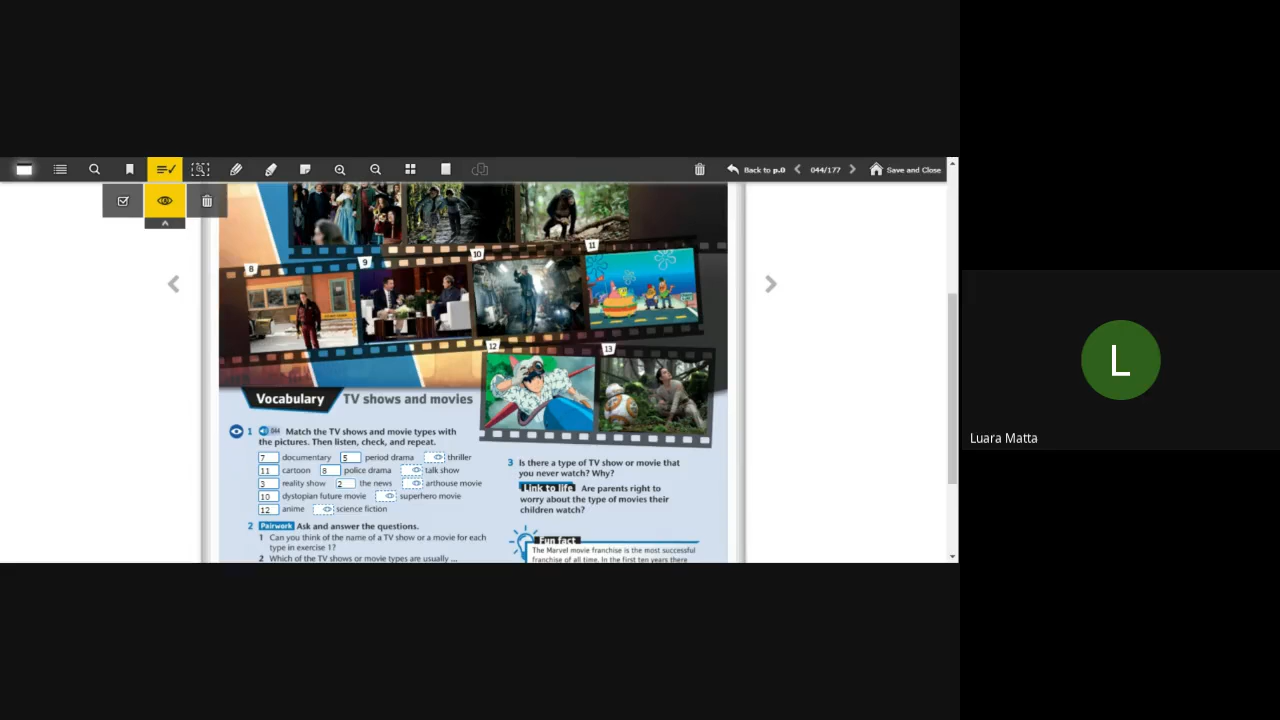 Back to p.0
044/177
Save and Close
8
9
10
11
12
13
Vocabulary TV shows and movies
1 044 Match the TV shows and movie types with
the pictures. Then listen, check, and repeat.
7 documentary 5 period drama thriller
11 cartoon 8 police drama talk show
3 reality show 2 the news arthouse movie
10 dystopian future movie superhero movie
12 anime science fiction
2 Pairwork Ask and answer the questions.
1 Can you think of the name of a TV show or a movie for each
type in exercise 1?
2 Which of the TV shows or movie types are usually ...
3 Is there a type of TV show or movie that
you never watch? Why?
Link to life Are parents right to
worry about the type of movies their
children watch?
Fun fact
The Marvel movie franchise is the most successful
franchise of all time. In the first ten years there
L
Luara Matta